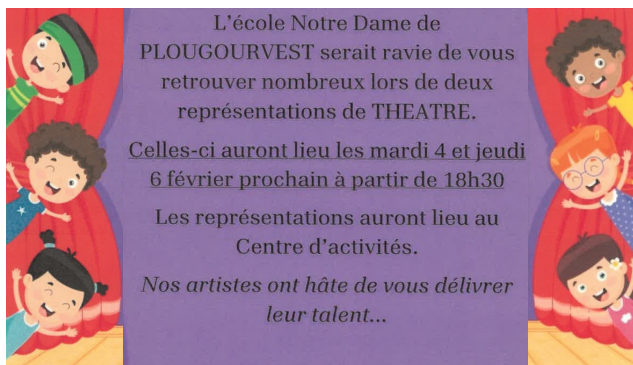 L'école Notre Dame de
PLOUGOURVEST serait ravie de vous
retrouver nombreux lors de deux
représentations de THEATRE.
Celles-ci auront lieu les mardi 4 et jeudi
6 février prochain à partir de 18h30
Les représentations auront lieu au
Centre d'activités.
Nos artistes ont hâte de vous délivrer
leur talent...